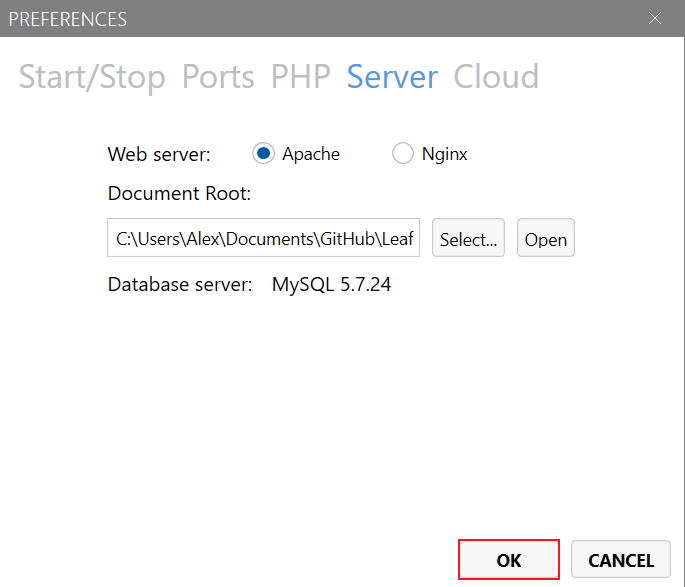 PREFERENCES
Start/Stop Ports PHP Server Cloud
Web server: Apache Nginx
Document Root:
C:\Users\Alex\Documents\GitHub\Leaf Select... Open
Database server: MySQL 5.7.24
OK CANCEL